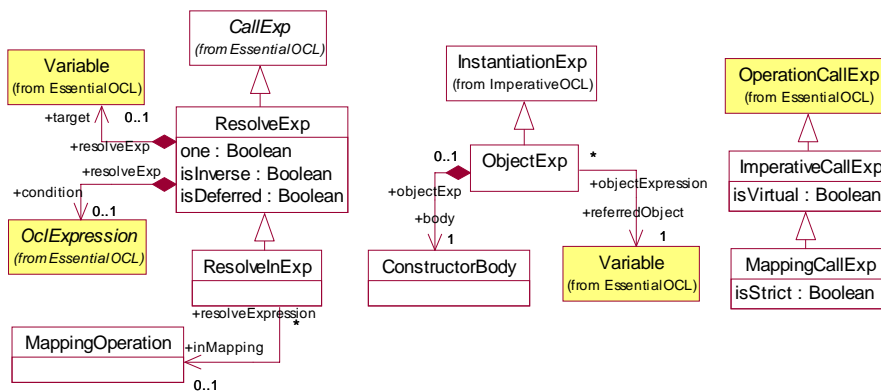 CallExp
(from EssentialOCL)
Variable
(from EssentialOCL)
0..1
+target
+resolveExp
ResolveExp
one : Boolean
isInverse : Boolean
isDeferred : Boolean
+resolveExp
+condition
0..1
OclExpression
(from EssentialOCL)
ResolveInExp
+resolveExpression
*
MappingOperation
+inMapping
0..1
InstantiationExp
(from ImperativeOCL)
ObjectExp
0..1
+objectExp
+body
1
ConstructorBody
*
+objectExpression
+referredObject
1
Variable
(from EssentialOCL)
OperationCallExp
(from EssentialOCL)
ImperativeCallExp
isVirtual : Boolean
MappingCallExp
isStrict : Boolean